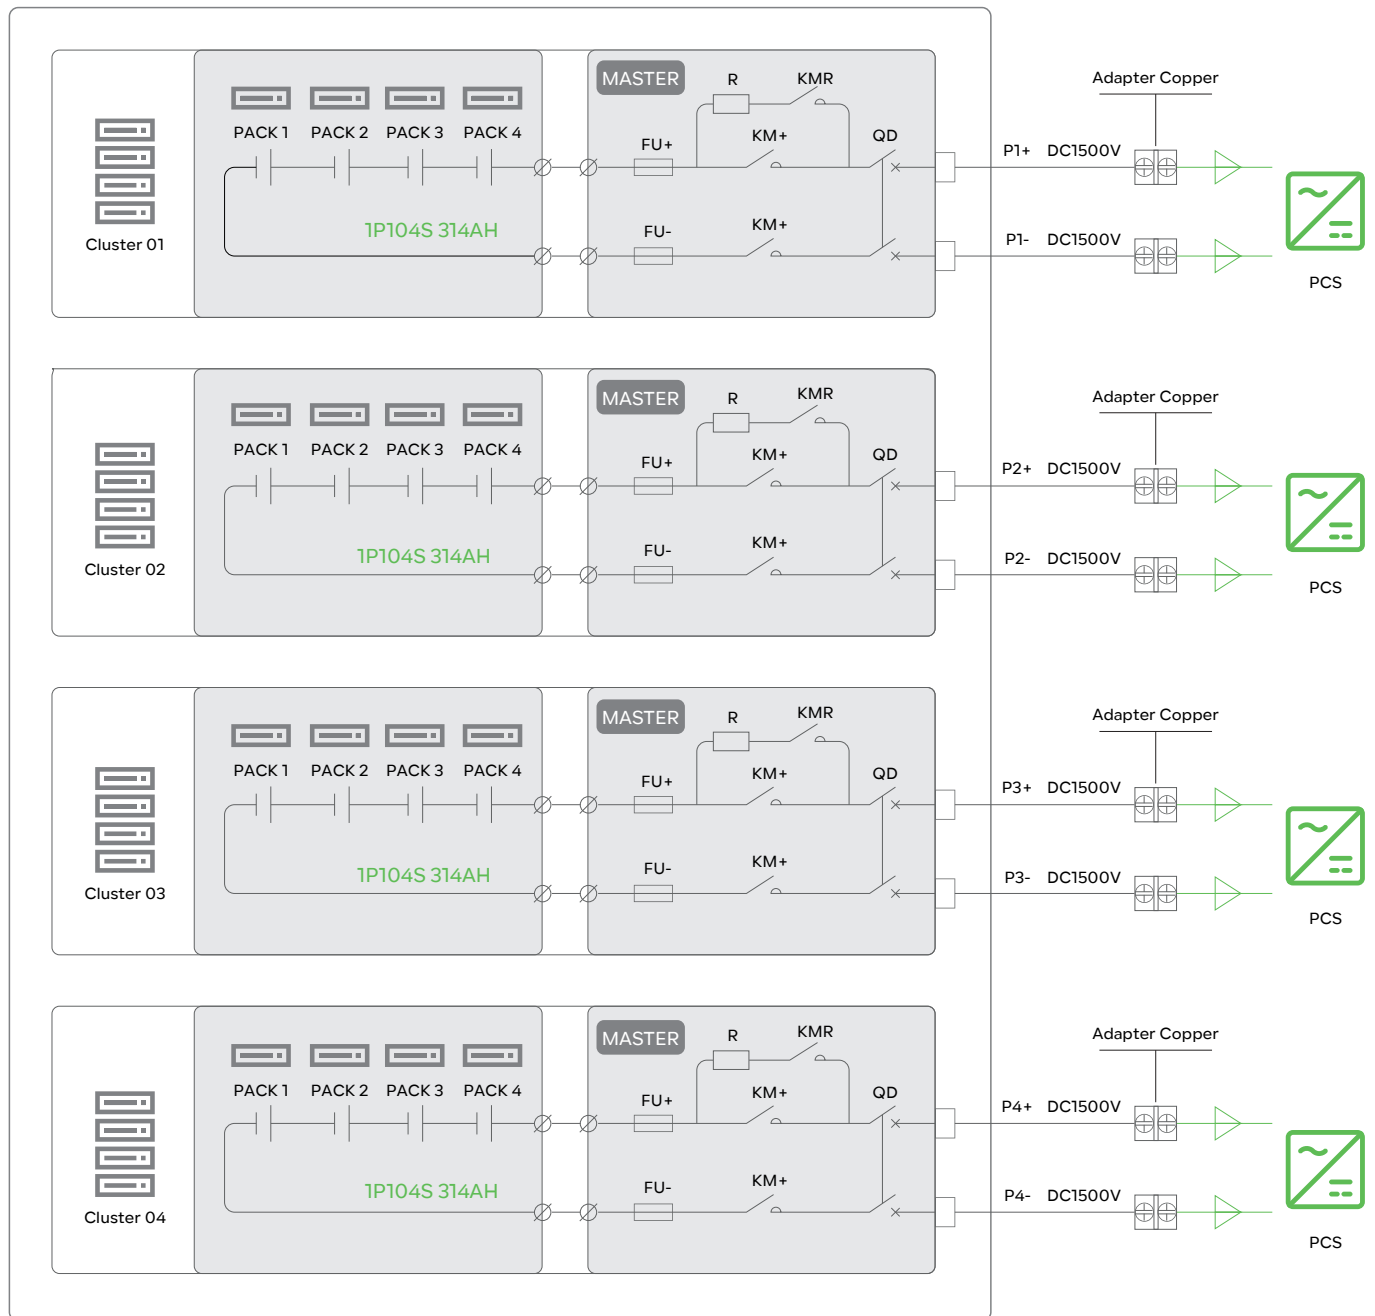 MASTER R KMR Adapter Copper
PACK 1 PACK 2 PACK 3 PACK 4 FU+ KM+ QD P1+ DC1500V
Cluster 01 1P104S 314AH FU- KM+ P1- DC1500V
PCS
MASTER R KMR Adapter Copper
PACK 1 PACK 2 PACK 3 PACK 4 FU+ KM+ QD P2+ DC1500V
Cluster 02 1P104S 314AH FU- KM+ P2- DC1500V
PCS
MASTER R KMR Adapter Copper
PACK 1 PACK 2 PACK 3 PACK 4 FU+ KM+ QD P3+ DC1500V
Cluster 03 1P104S 314AH FU- KM+ P3- DC1500V
PCS
MASTER R KMR Adapter Copper
PACK 1 PACK 2 PACK 3 PACK 4 FU+ KM+ QD P4+ DC1500V
Cluster 04 1P104S 314AH FU- KM+ P4- DC1500V
PCS